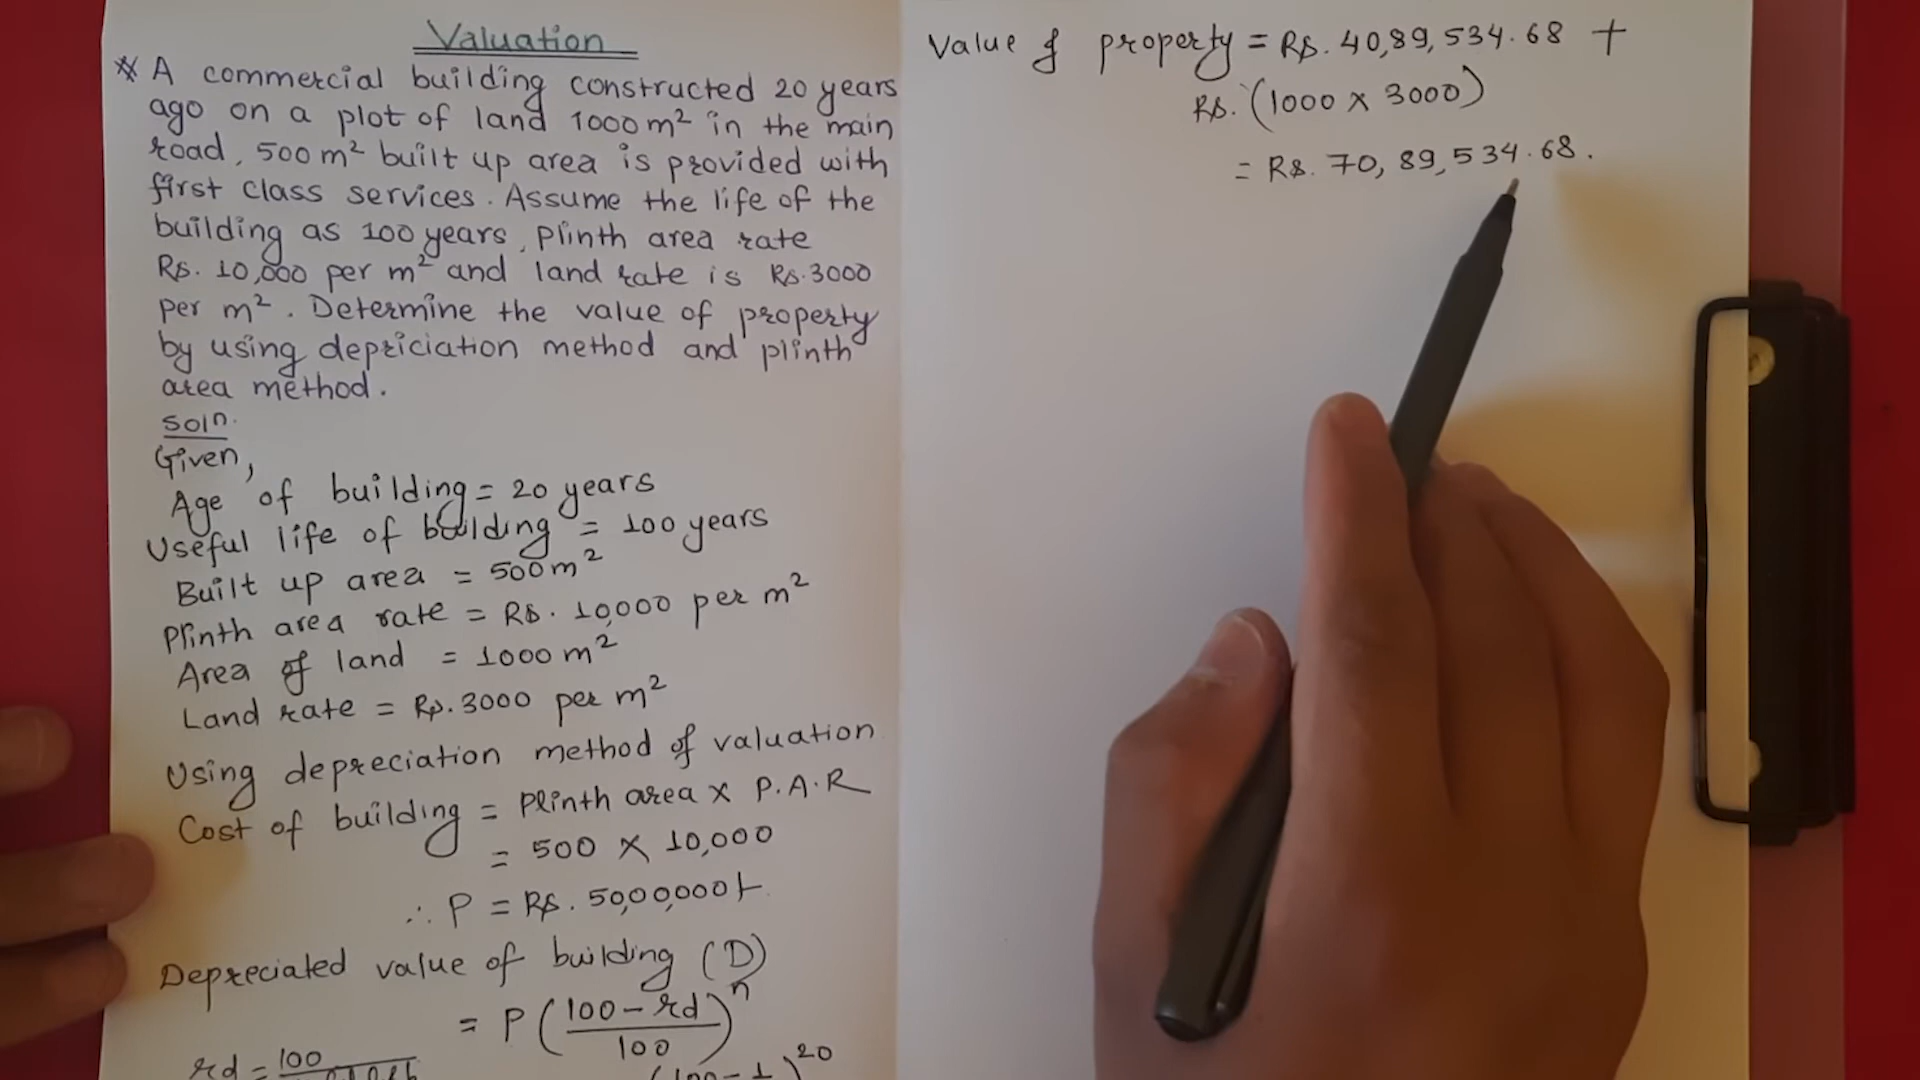 Valuation
* A commercial building constructed 20 years
ago on a plot of land 1000 m² in the main
road, 500 m² built up area is provided with
first class services. Assume the life of the
building as 100 years, Plinth area rate
Rs. 10,000 per m² and land rate is Rs. 3000
per m². Determine the value of property
by using depriciation method and plinth
area method.
Soln.
Given,
Age of building = 20 years
Useful life of building = 100 years
Built up area = 500 m²
Plinth area rate = Rs. 10,000 per m²
Area of land = 1000 m²
Land rate = Rs. 3000 per m²
Using depreciation method of valuation
Cost of building = Plinth area x P.A.R
= 500 x 10,000
∴ P = Rs. 50,00,000/-
Depreciated value of building (D)
= P ((100 - rd)/100)ⁿ
rd = 100
(100 - 1)²⁰
Value of property = Rs. 40,89,534.68 +
Rs. (1000 x 3000)
= Rs. 70,89,534.68.